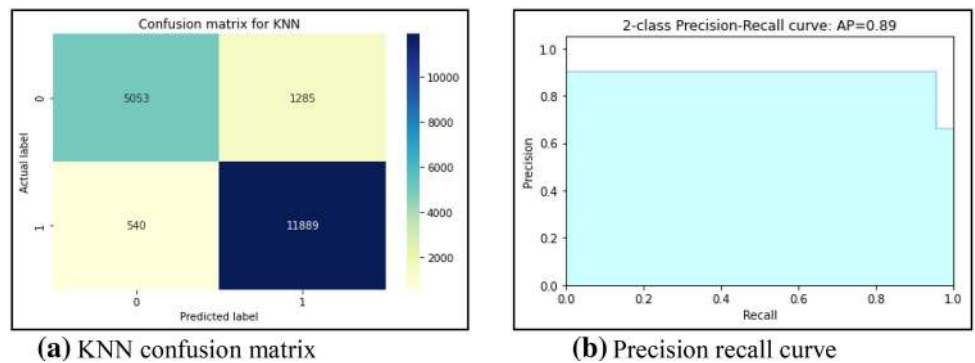 Confusion matrix for KNN
Actual label
0
1
5053
1285
540
11889
0
1
Predicted label
10000
8000
6000
4000
2000
(a) KNN confusion matrix
2-class Precision-Recall curve: AP=0.89
Precision
1.0
0.8
0.6
0.4
0.2
0.0
0.0 0.2 0.4 0.6 0.8 1.0
Recall
(b) Precision recall curve